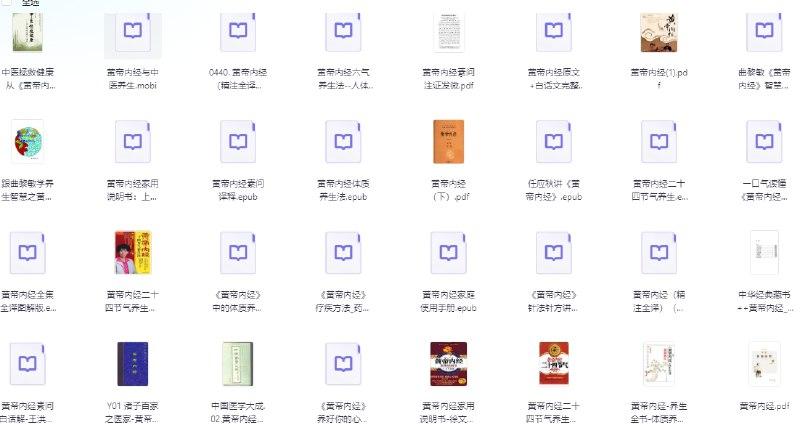 全选
中医拯救健康
从《黄帝内...
黄帝内经与中
医养生.mobi
0440. 黄帝内经
（精注全译...
黄帝内经六气
养生法--人体..
黄帝内经素问
注证发微.pdf
黄帝内经原文
+白话文完整..
黄帝内经(1).pd
f
曲黎敏《黄帝
内经》智慧...
跟曲黎敏学养
生智慧之黄...
黄帝内经家用
说明书：上...
黄帝内经素问
译释.epub
黄帝内经体质
养生法.epub
黄帝内经
（下）.pdf
任应秋讲《黄
帝内经》.epub
黄帝内经二十
四节气养生.e...
一口气读懂
《黄帝内经...
黄帝内经全集
全译图解版.e...
黄帝内经二十
四节气养生...
《黄帝内经》
中的体质养...
《黄帝内经》
疗疾方法_药...
黄帝内经家庭
使用手册.epub
《黄帝内经》
针法针方讲...
黄帝内经（精
注全译）（...
中华经典藏书
++黄帝内经_...
黄帝内经素问
白话解-王洪...
Y01 诸子百家
之医家-黄帝...
中国医学大成.
02.黄帝内经...
《黄帝内经》
养好你的心...
黄帝内经家用
说明书-徐文...
黄帝内经二十
四节气养生...
黄帝内经-养生
全书-体质养...
黄帝内经.pdf